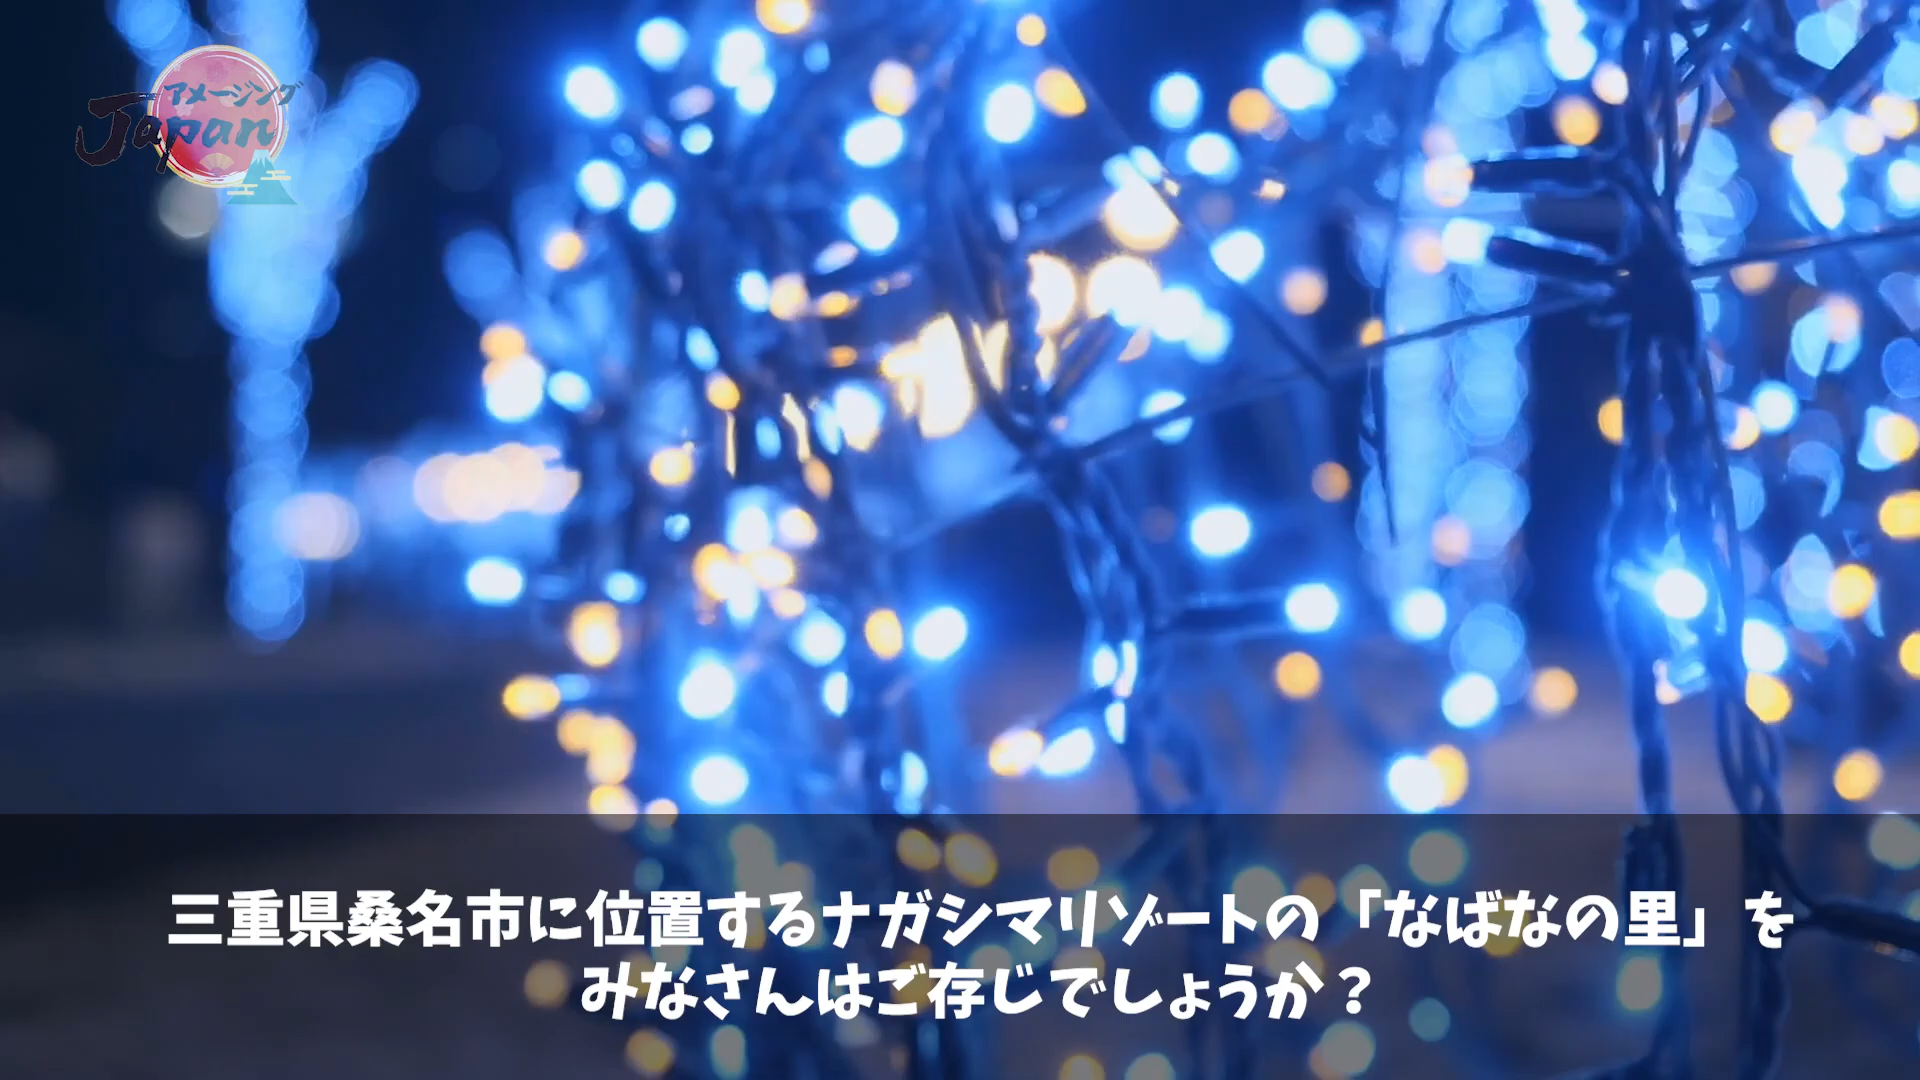 アメージング
Japan
三重県桑名市に位置するナガシマリゾートの「なばなの里」を
みなさんはご存じでしょうか？